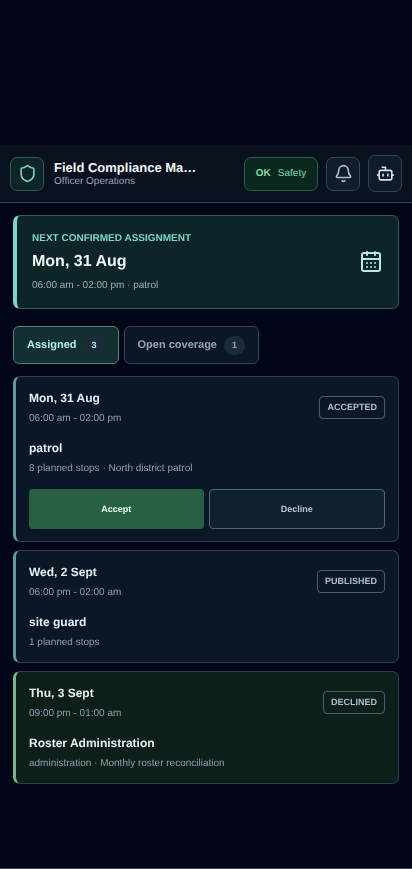 Field Compliance Ma…
Officer Operations
OK Safety
NEXT CONFIRMED ASSIGNMENT
Mon, 31 Aug
06:00 am - 02:00 pm · patrol
Assigned 3
Open coverage 1
Mon, 31 Aug
06:00 am - 02:00 pm
ACCEPTED
patrol
8 planned stops · North district patrol
Accept
Decline
Wed, 2 Sept
06:00 pm - 02:00 am
PUBLISHED
site guard
1 planned stops
Thu, 3 Sept
09:00 pm - 01:00 am
DECLINED
Roster Administration
administration · Monthly roster reconciliation